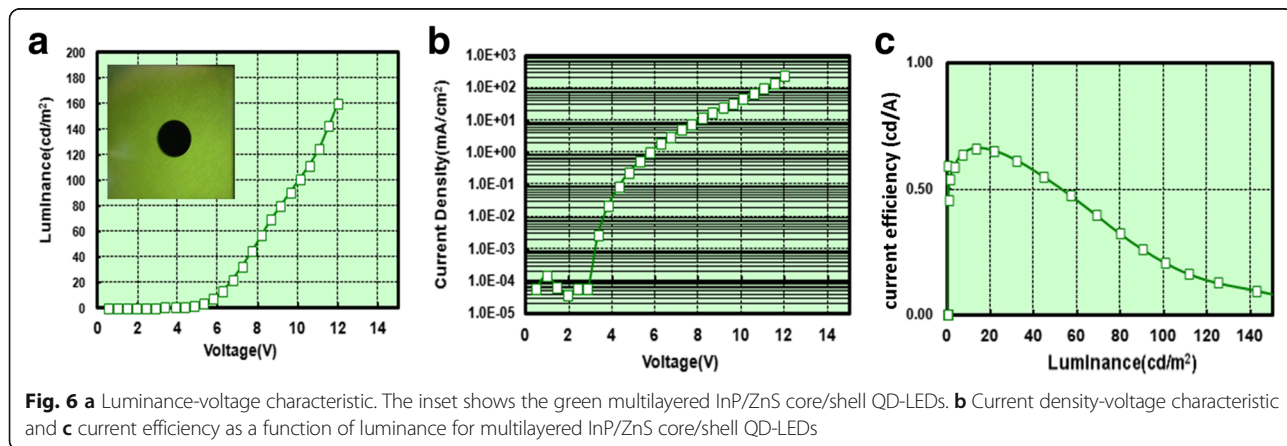 a
b
c
200
180
160
140
120
100
80
60
40
20
0
Luminance(cd/m²)
0 2 4 6 8 10 12 14
Voltage(V)
1.0E+03
1.0E+02
1.0E+01
1.0E+00
1.0E-01
1.0E-02
1.0E-03
1.0E-04
1.0E-05
Current Density(mA/cm²)
0 2 4 6 8 10 12 14
Voltage(V)
1.00
0.50
0.00
current efficiency (cd/A)
0 20 40 60 80 100 120 140
Luminance(cd/m²)
Fig. 6 a Luminance-voltage characteristic. The inset shows the green multilayered InP/ZnS core/shell QD-LEDs. b Current density-voltage characteristic
and c current efficiency as a function of luminance for multilayered InP/ZnS core/shell QD-LEDs